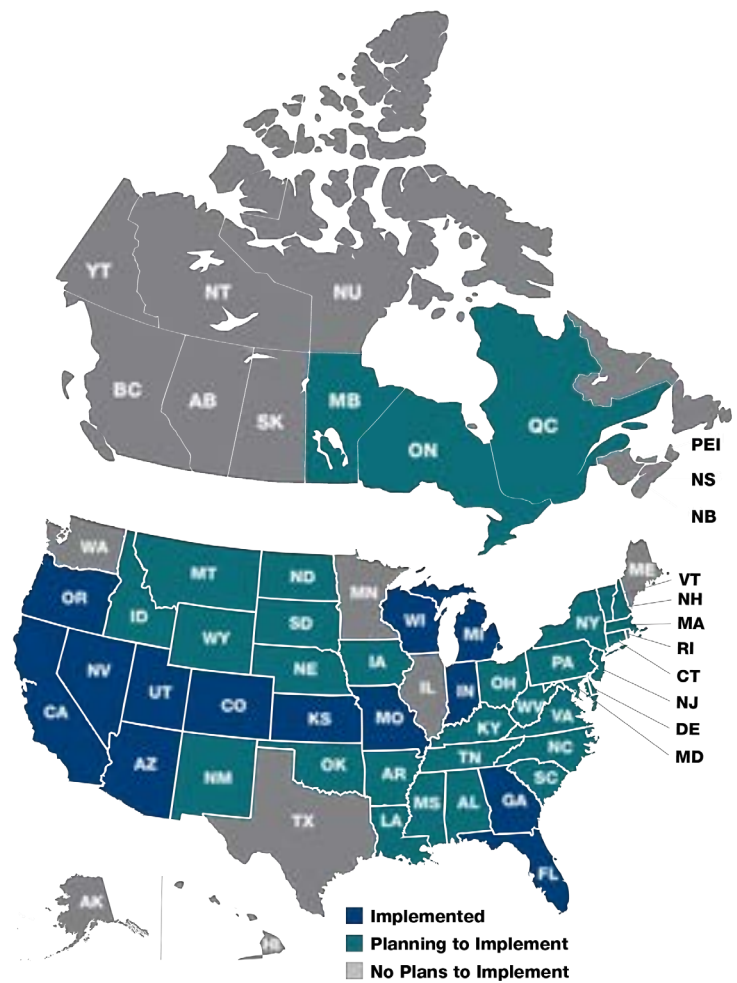 YT
NT
NU
BC
AB
SK
MB
ON
QC
PEI
NS
NB
WA
MT
ND
MN
ME
VT
NH
MA
RI
CT
NJ
DE
MD
OR
ID
WY
SD
WI
MI
NY
NV
UT
CO
NE
IA
IL
IN
OH
PA
CA
AZ
NM
KS
MO
KY
WV
VA
OK
AR
TN
NC
SC
TX
LA
MS
AL
GA
FL
AK
HI
Implemented
Planning to Implement
No Plans to Implement